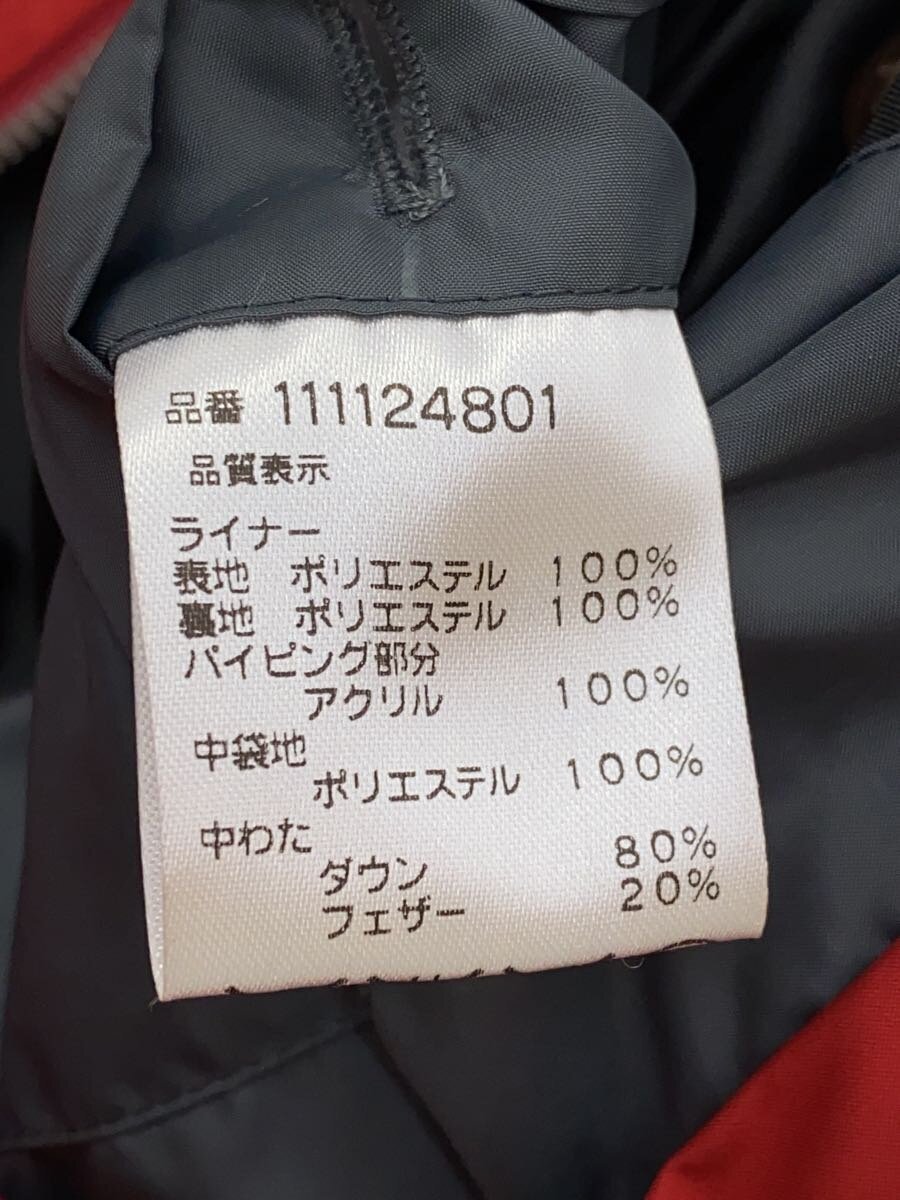 品番 111124801
品質表示
ライナー
表地 ポリエステル 100%
裏地 ポリエステル 100%
パイピング部分
アクリル 100%
中袋地
ポリエステル 100%
中わた
ダウン 80%
フェザー 20%